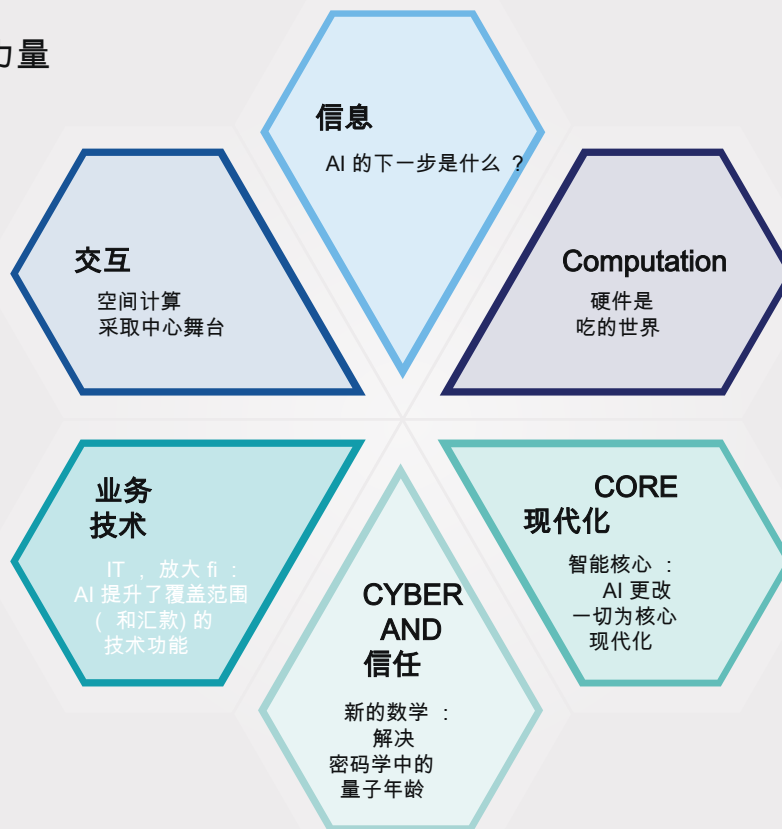 力量
信息
AI 的下一步是什么 ？
交互
空间计算
采取中心舞台
Computation
硬件是
吃的世界
业务
技术
IT ， 放大 fi ：
AI 提升了覆盖范围
( 和汇款) 的
技术功能
CYBER
AND
信任
新的数学 ：
解决
密码学中的
量子年龄
CORE
现代化
智能核心 ：
AI 更改
一切为核心
现代化